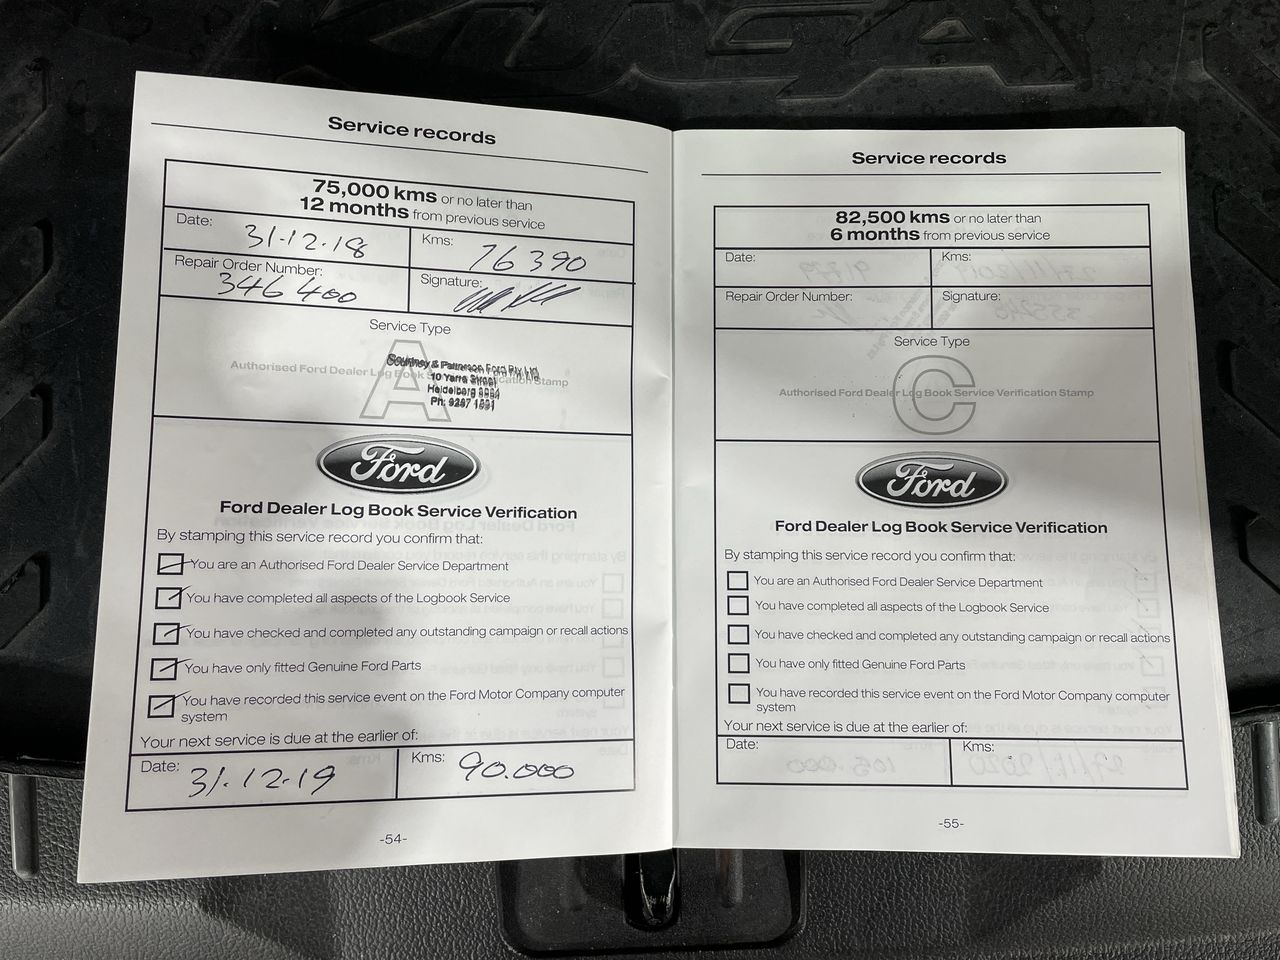 KUGA
Service records
75,000 kms or no later than
12 months from previous service
Date: 31.12.18
Kms: 76390
Repair Order Number: 346400
Signature:
Service Type
A
Authorised Ford Dealer Log Book Service Verification Stamp
Courtney & Patterson Ford Pty Ltd
10 Yarra Street
Heidelberg 3084
Ph:
Ford
Ford Dealer Log Book Service Verification
By stamping this service record you confirm that:
You are an Authorised Ford Dealer Service Department
You have completed all aspects of the Logbook Service
You have checked and completed any outstanding campaign or recall actions
You have only fitted Genuine Ford Parts
You have recorded this service event on the Ford Motor Company computer
system
Your next service is due at the earlier of:
Date: 31.12.19
Kms: 90.000
-54-
Service records
82,500 kms or no later than
6 months from previous service
Date:
Kms:
Repair Order Number:
Signature:
Service Type
C
Authorised Ford Dealer Log Book Service Verification Stamp
Ford
Ford Dealer Log Book Service Verification
By stamping this service record you confirm that:
You are an Authorised Ford Dealer Service Department
You have completed all aspects of the Logbook Service
You have checked and completed any outstanding campaign or recall actions
You have only fitted Genuine Ford Parts
You have recorded this service event on the Ford Motor Company computer
system
Your next service is due at the earlier of:
Date:
Kms:
-55-